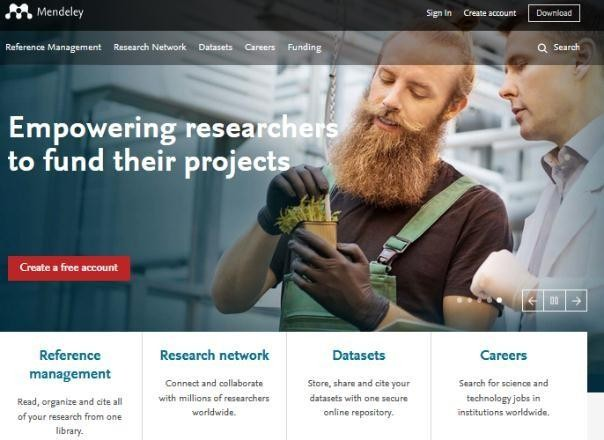 Mendeley
Sign In Create account Download
Reference Management Research Network Datasets Careers Funding Search
Empowering researchers
to fund their projects
Create a free account
Reference
management
Read, organize and cite all
of your research from one
library.
Research network
Connect and collaborate
with millions of researchers
worldwide.
Datasets
Store, share and cite your
datasets with one secure
online repository.
Careers
Search for science and
technology jobs in
institutions worldwide.